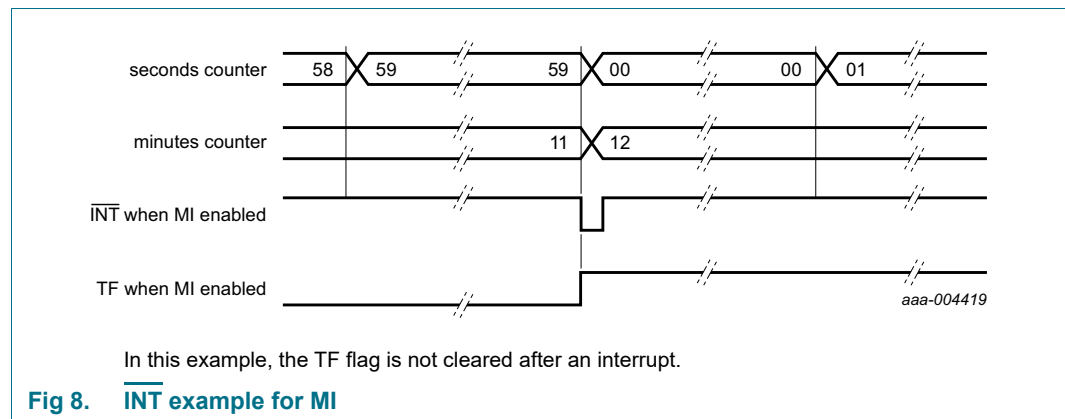 seconds counter 58 59 59 00 00 01
minutes counter 11 12
INT when MI enabled
TF when MI enabled
aaa-004419
In this example, the TF flag is not cleared after an interrupt.
Fig 8. INT example for MI